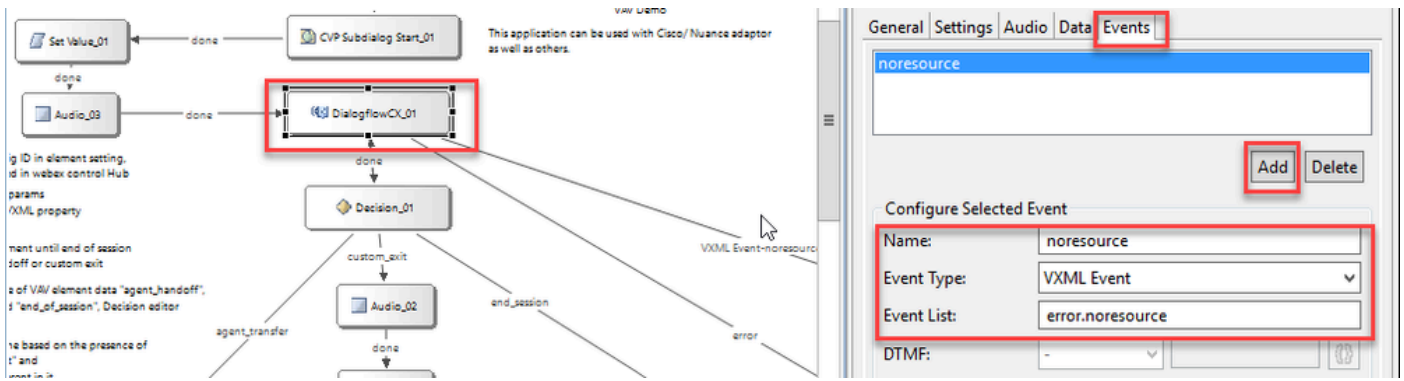 VAV Demo
This application can be used with Cisco/ Nuance adaptor
as well as others.
Set Value_01
done
CVP Subdialog Start_01
done
Audio_03
done
DialogflowCX_01
ig ID in element setting,
id in webex control Hub
params
/XML property
ment until end of session
doff or custom exit
e of VAV element data "agent_handoff",
d "end_of_session", Decision editor
ne based on the presence of
t" and
done
Decision_01
custom_exit
Audio_02
done
agent_transfer
end_session
error
VXML Event-noresourc
General Settings Audio Data Events
noresource
Add Delete
Configure Selected Event
Name: noresource
Event Type: VXML Event
Event List: error.noresource
DTMF: -